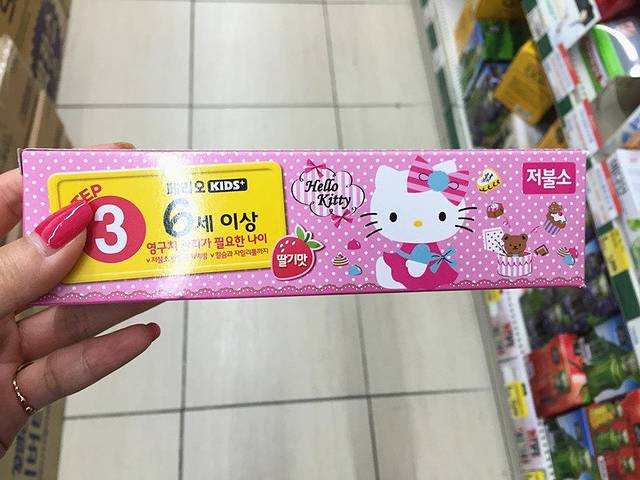 STEP
3
페리오 KIDS+
6세 이상
영구치 관리가 필요한 나이
Hello
Kitty
딸기맛
저불소